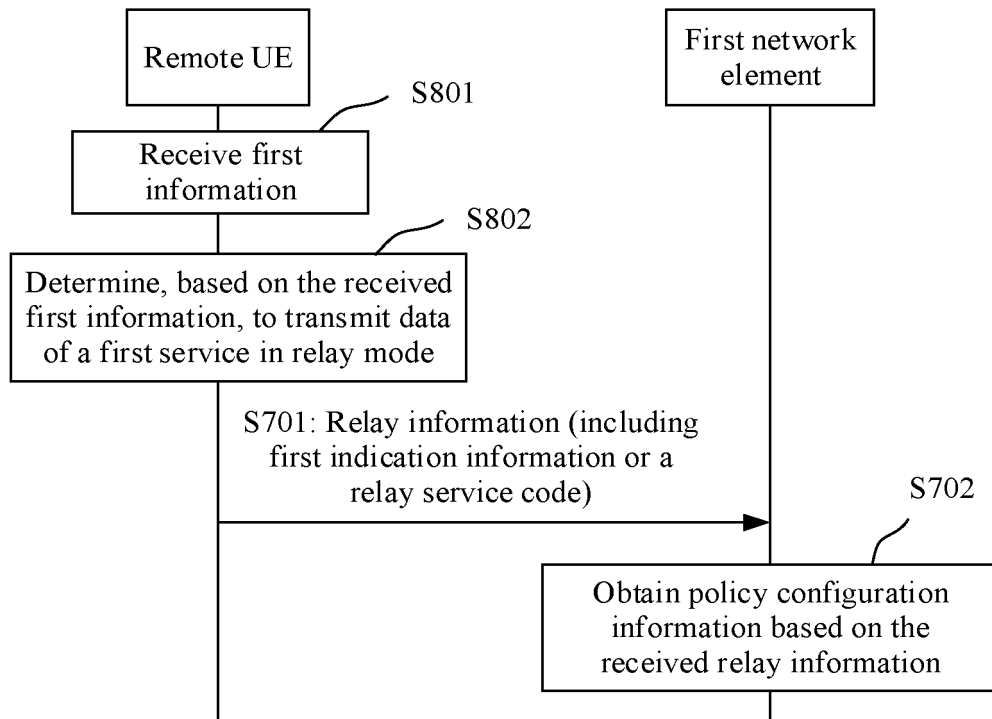 Remote UE
First network
element
S801
Receive first
information
S802
Determine, based on the received
first information, to transmit data
of a first service in relay mode
S701: Relay information (including
first indication information or a
relay service code)
S702
Obtain policy configuration
information based on the
received relay information